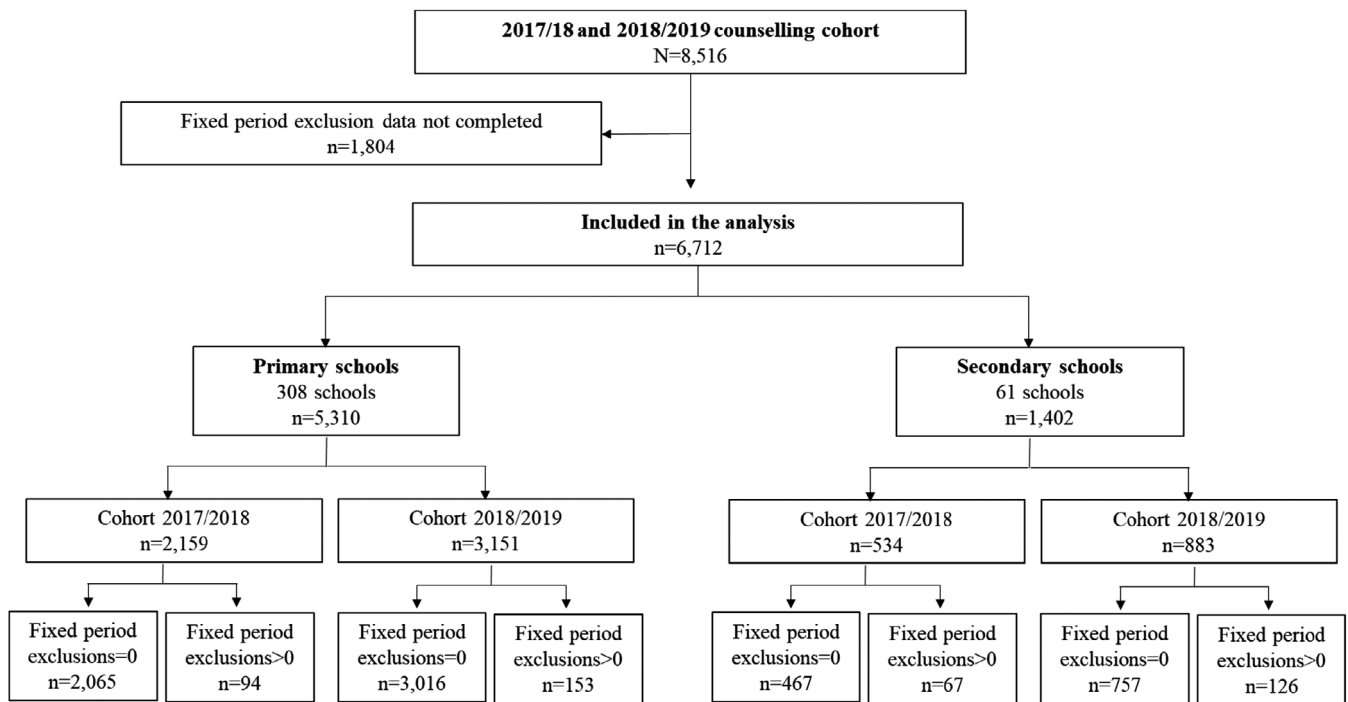 2017/18 and 2018/2019 counselling cohort
N=8,516
Fixed period exclusion data not completed
n=1,804
Included in the analysis
n=6,712
Primary schools
308 schools
n=5,310
Secondary schools
61 schools
n=1,402
Cohort 2017/2018
n=2,159
Cohort 2018/2019
n=3,151
Cohort 2017/2018
n=534
Cohort 2018/2019
n=883
Fixed period
exclusions=0
n=2,065
Fixed period
exclusions>0
n=94
Fixed period
exclusions=0
n=3,016
Fixed period
exclusions>0
n=153
Fixed period
exclusions=0
n=467
Fixed period
exclusions>0
n=67
Fixed period
exclusions=0
n=757
Fixed period
exclusions>0
n=126